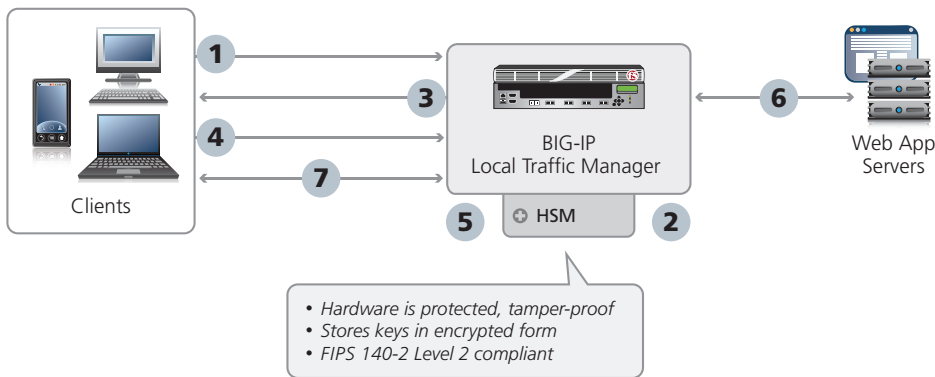 1
3
4
7
Clients
BIG-IP
Local Traffic Manager
5
HSM
2
6
Web App
Servers
• Hardware is protected, tamper-proof
• Stores keys in encrypted form
• FIPS 140-2 Level 2 compliant